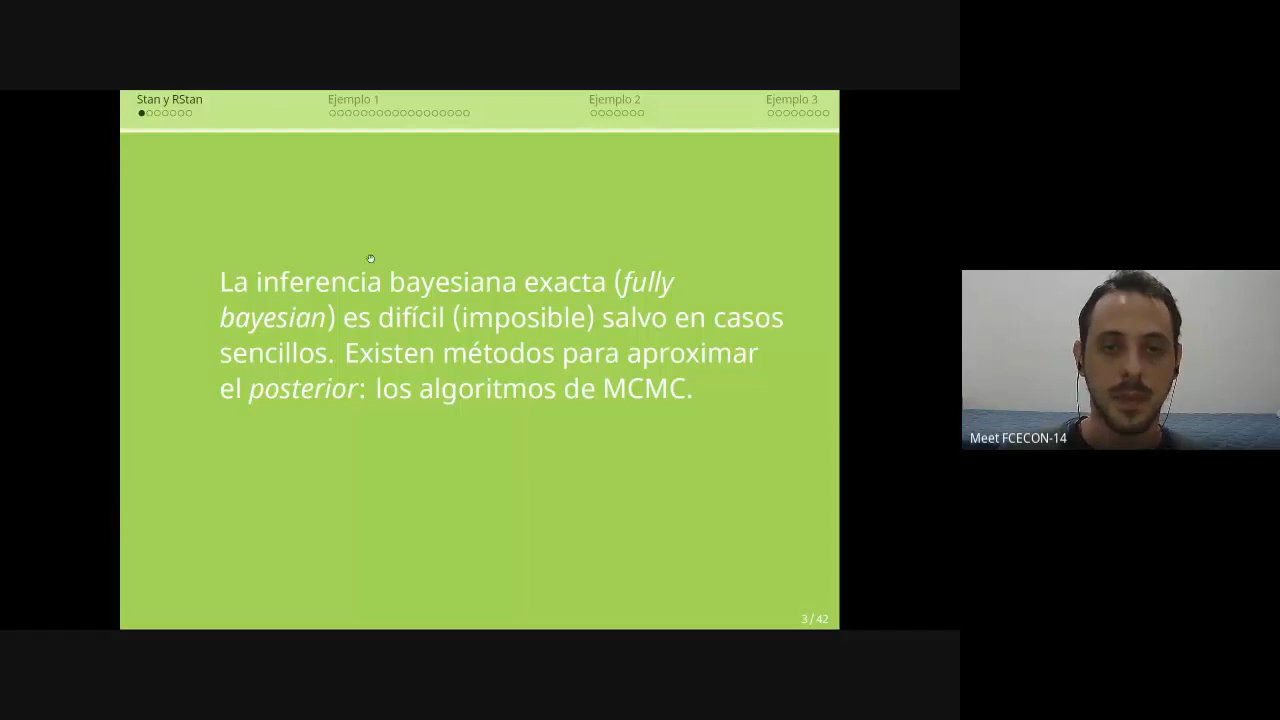 Stan y RStan
Ejemplo 1
Ejemplo 2
Ejemplo 3
La inferencia bayesiana exacta (fully
bayesian) es difícil (imposible) salvo en casos
sencillos. Existen métodos para aproximar
el posterior: los algoritmos de MCMC.
3 / 42
Meet FCECON-14